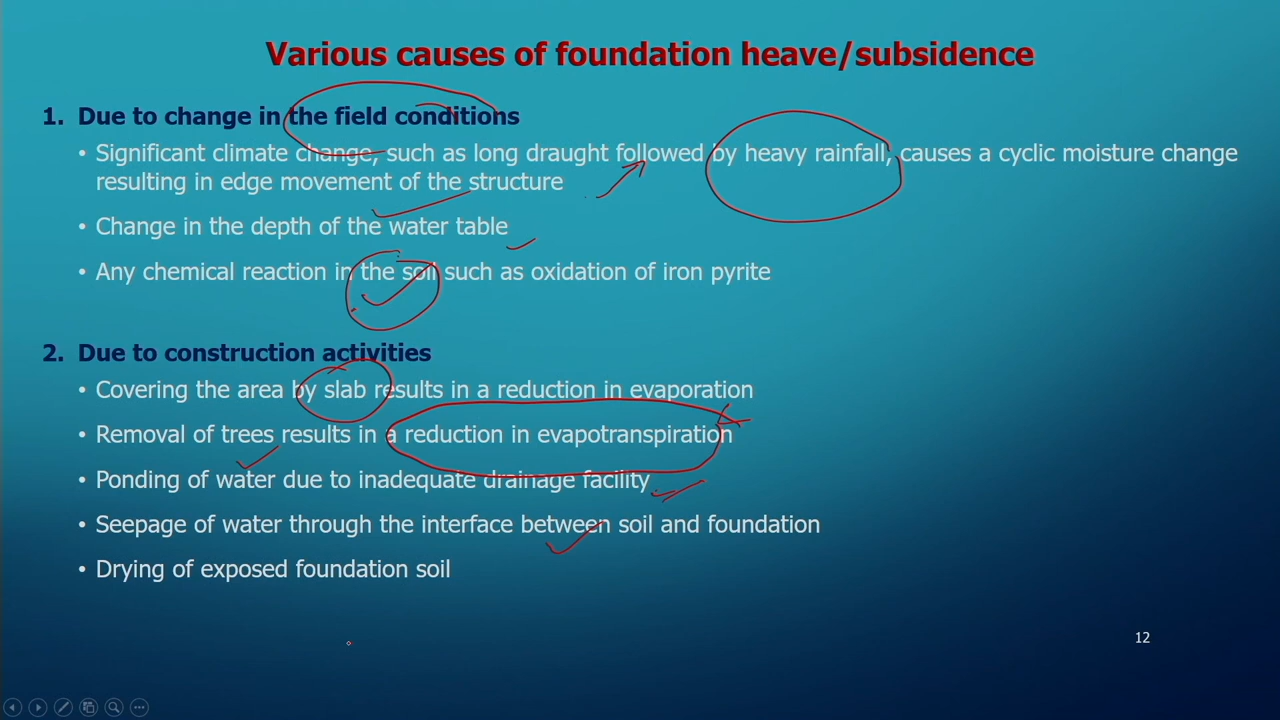 Various causes of foundation heave/subsidence
1. Due to change in the field conditions
• Significant climate change, such as long draught followed by heavy rainfall, causes a cyclic moisture change
resulting in edge movement of the structure
• Change in the depth of the water table
• Any chemical reaction in the soil such as oxidation of iron pyrite
2. Due to construction activities
• Covering the area by slab results in a reduction in evaporation
• Removal of trees results in a reduction in evapotranspiration
• Ponding of water due to inadequate drainage facility
• Seepage of water through the interface between soil and foundation
• Drying of exposed foundation soil
12